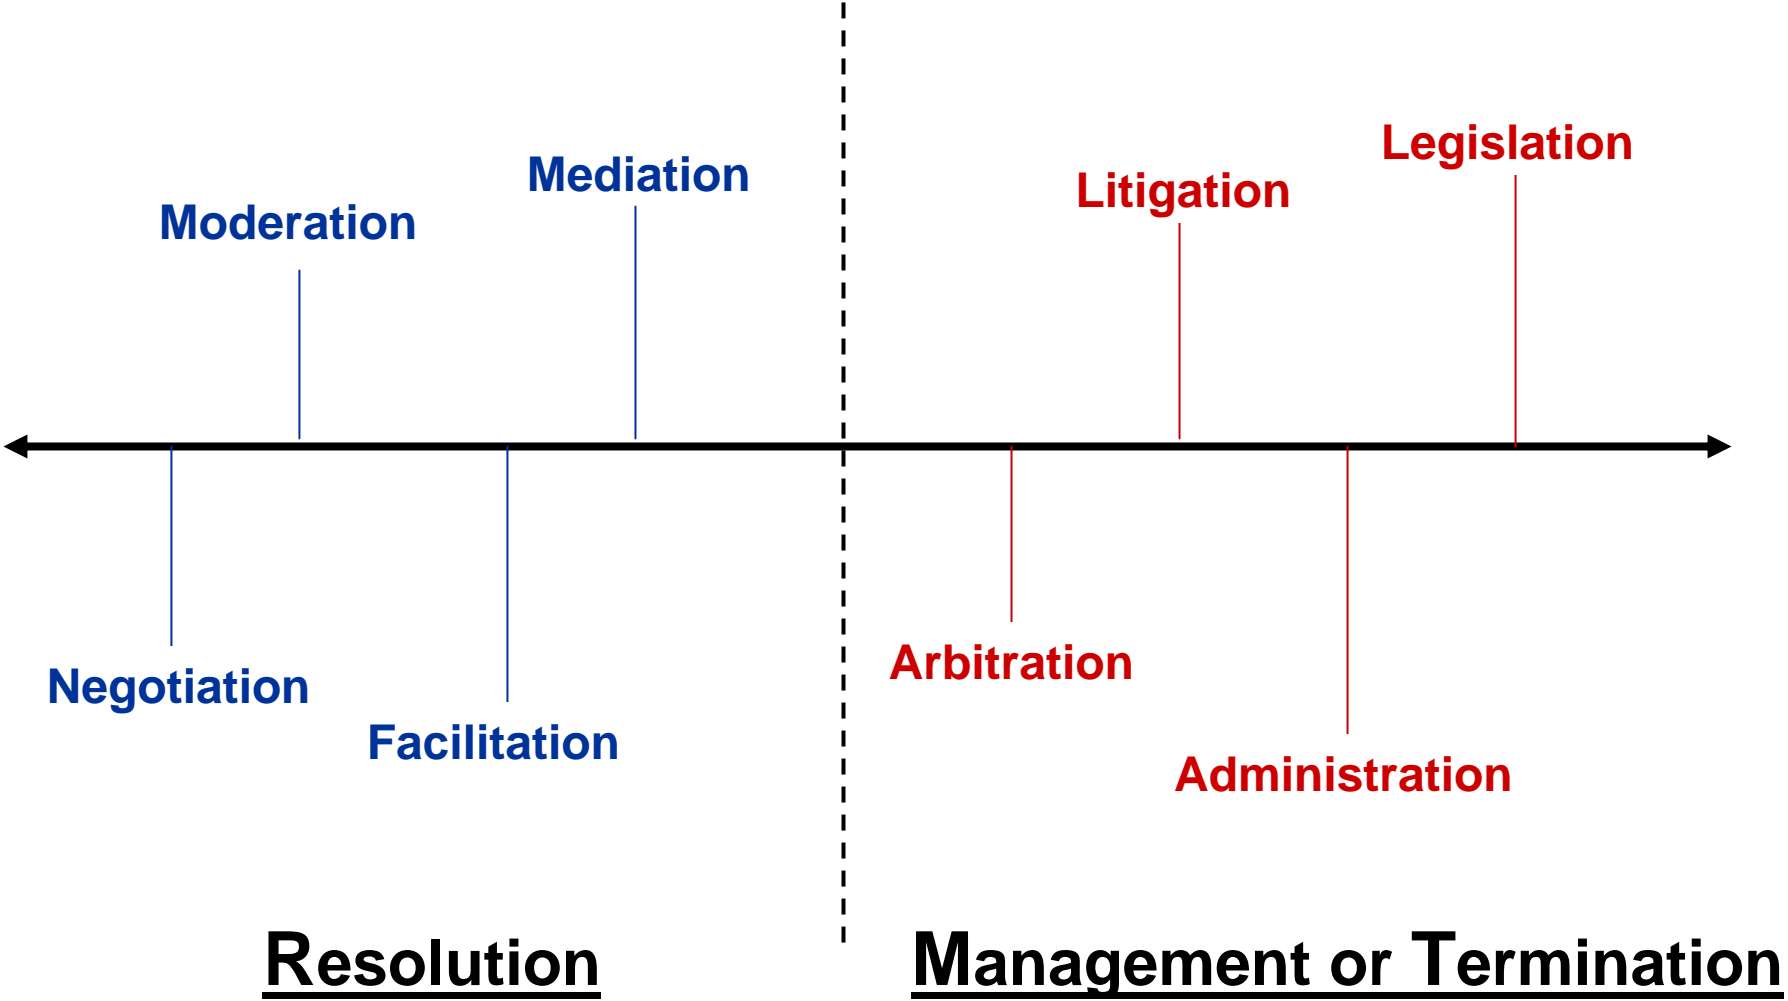 Legislation
Mediation
Litigation
Moderation
Arbitration
Negotiation
Facilitation
Administration
Resolution
Management or Termination